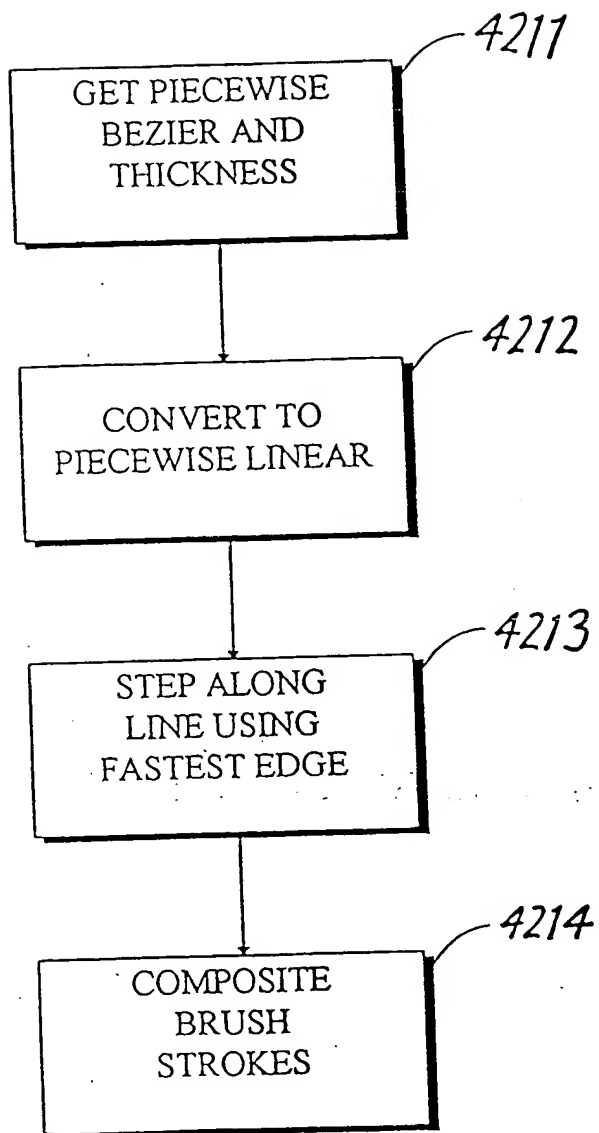 4211
GET PIECEWISE
BEZIER AND
THICKNESS
4212
CONVERT TO
PIECEWISE LINEAR
4213
STEP ALONG
LINE USING
FASTEST EDGE
4214
COMPOSITE
BRUSH
STROKES